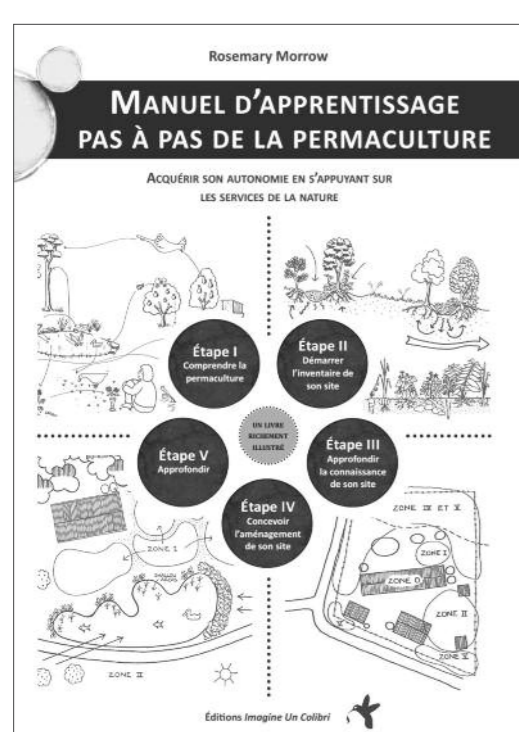 Rosemary Morrow
MANUEL D'APPRENTISSAGE
PAS À PAS DE LA PERMACULTURE
ACQUÉRIR SON AUTONOMIE EN S'APPUYANT SUR
LES SERVICES DE LA NATURE
Étape I
Comprendre la
permaculture
Étape II
Démarrer
l'inventaire de
son site
UN LIVRE
RICHEMENT
ILLUSTRÉ
Étape V
Approfondir
Étape III
Approfondir
la connaissance
de son site
Étape IV
Concevoir
l'aménagement
de son site
ZONE I
ZONE II
ZONE IV ET V
ZONE I
ZONE 0
ZONE II
ZONE V
Éditions Imagine Un Colibri